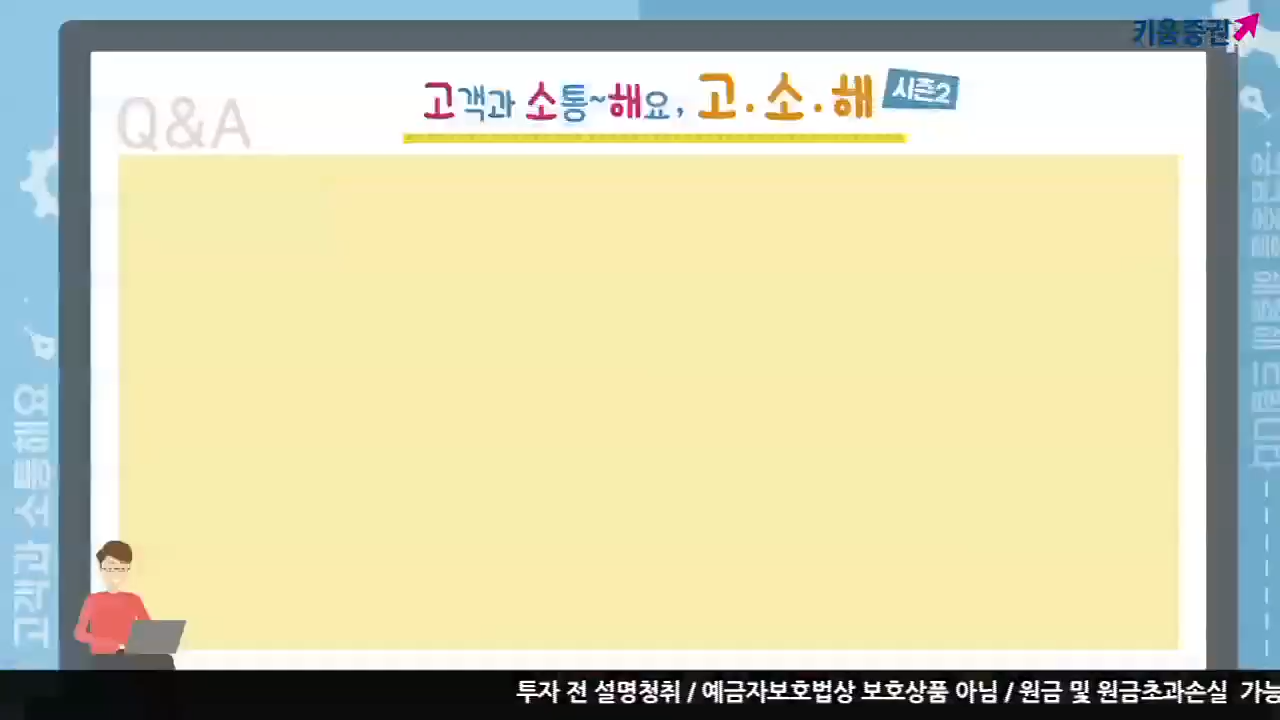 키움증권
고객과 소통~해요, 고.소.해 시즌2
Q&A
고객과 소통해요
투자 전 설명청취 / 예금자보호법상 보호상품 아님 / 원금 및 원금초과손실 가능